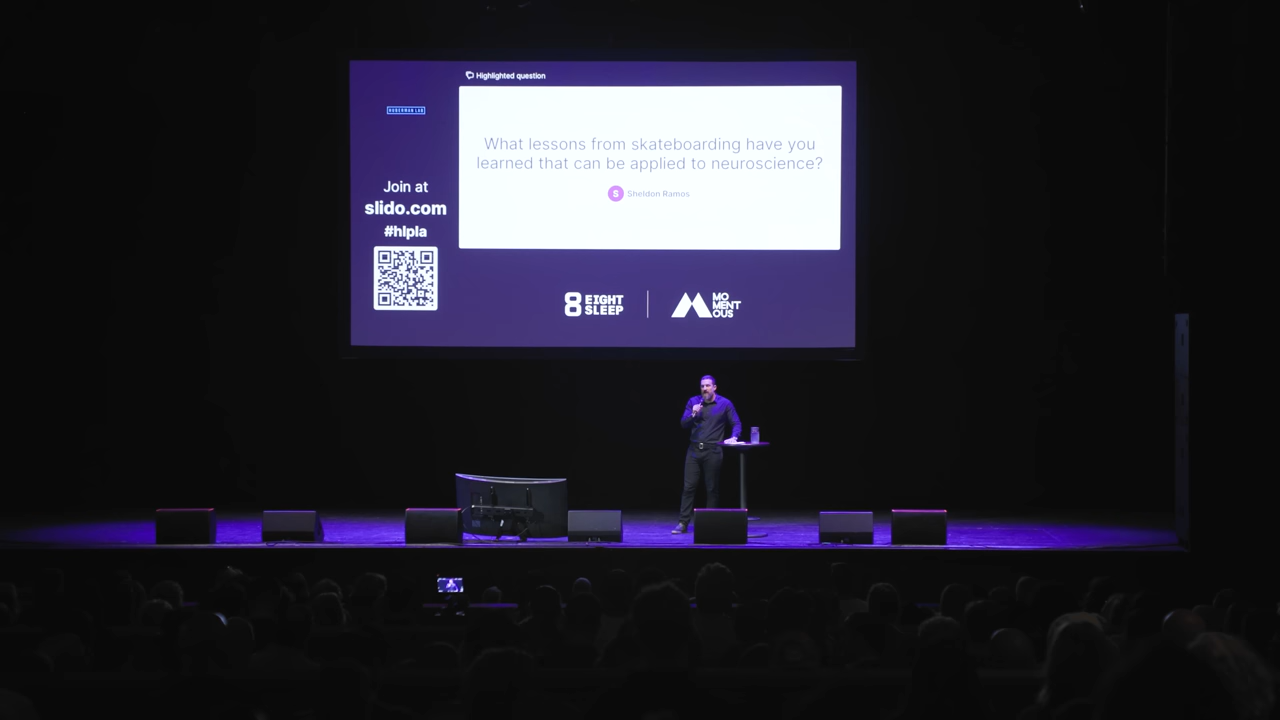 Highlighted question
HUBERMAN LAB
What lessons from skateboarding have you
learned that can be applied to neuroscience?
S Sheldon Ramos
Join at
slido.com
#hlpla
8 EIGHT
SLEEP
MO
MENT
OUS